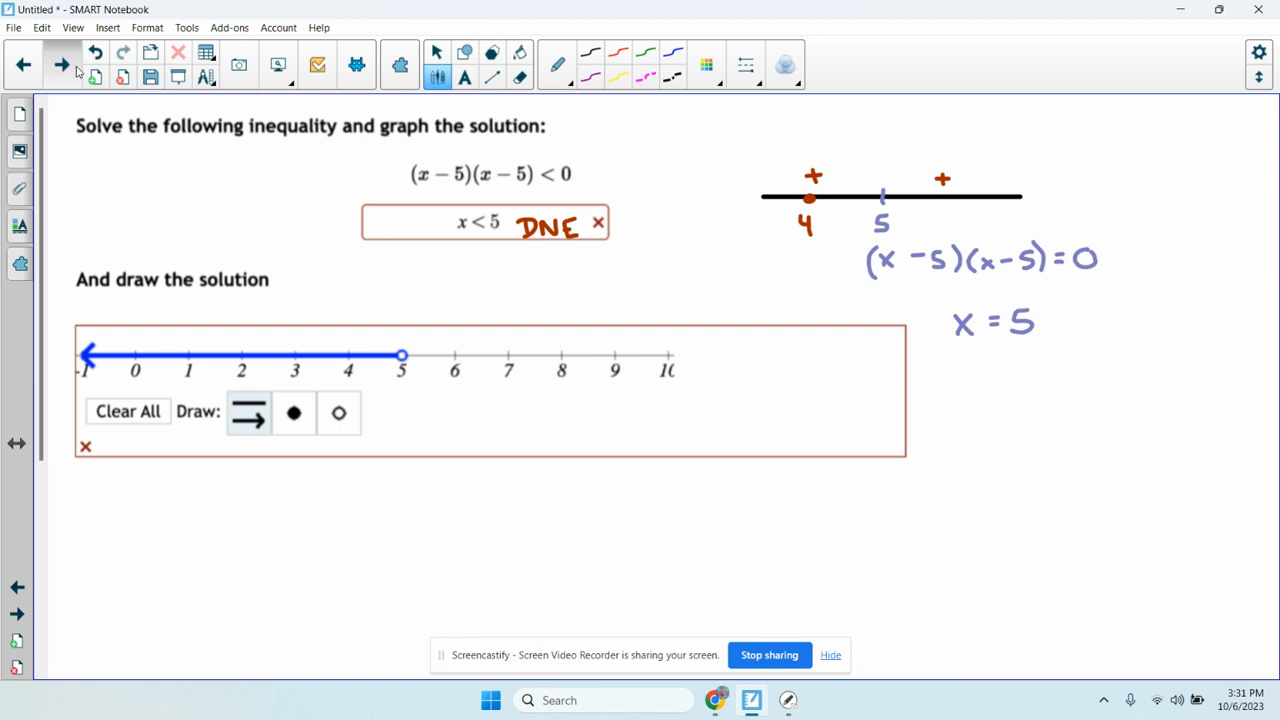 Untitled * - SMART Notebook
File Edit View Insert Format Tools Add-ons Account Help
Solve the following inequality and graph the solution:
(x − 5)(x − 5) < 0
x < 5 DNE ×
+ +
4 5
(x - 5)(x - 5) = 0
x = 5
And draw the solution
-1 0 1 2 3 4 5 6 7 8 9 10
Clear All Draw:
×
Screencastify - Screen Video Recorder is sharing your screen. Stop sharing Hide
Search
3:31 PM
10/6/2023